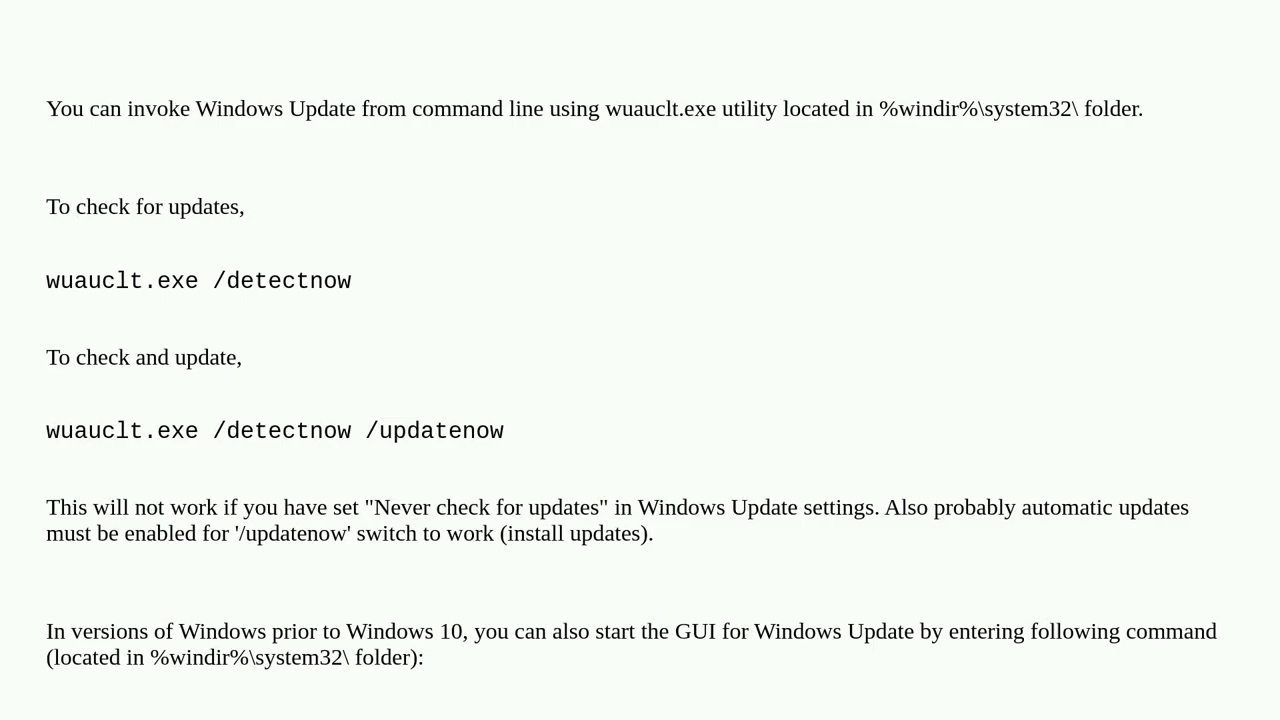 You can invoke Windows Update from command line using wuauclt.exe utility located in %windir%\system32\ folder.
To check for updates,
wuauclt.exe /detectnow
To check and update,
wuauclt.exe /detectnow /updatenow
This will not work if you have set "Never check for updates" in Windows Update settings. Also probably automatic updates
must be enabled for '/updatenow' switch to work (install updates).
In versions of Windows prior to Windows 10, you can also start the GUI for Windows Update by entering following command
(located in %windir%\system32\ folder):